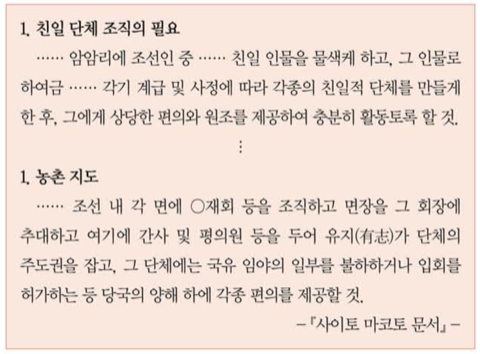 1. 친일 단체 조직의 필요
…… 암암리에 조선인 중 …… 친일 인물을 물색케 하고, 그 인물로
하여금 …… 각기 계급 및 사정에 따라 각종의 친일적 단체를 만들게
한 후, 그에게 상당한 편의와 원조를 제공하여 충분히 활동토록 할 것.
⋮
1. 농촌 지도
…… 조선 내 각 면에 ○재회 등을 조직하고 면장을 그 회장에
추대하고 여기에 간사 및 평의원 등을 두어 유지(有志)가 단체의
주도권을 잡고, 그 단체에는 국유 임야의 일부를 불하하거나 입회를
허가하는 등 당국의 양해 하에 각종 편의를 제공할 것.
–『사이토 마코토 문서』–